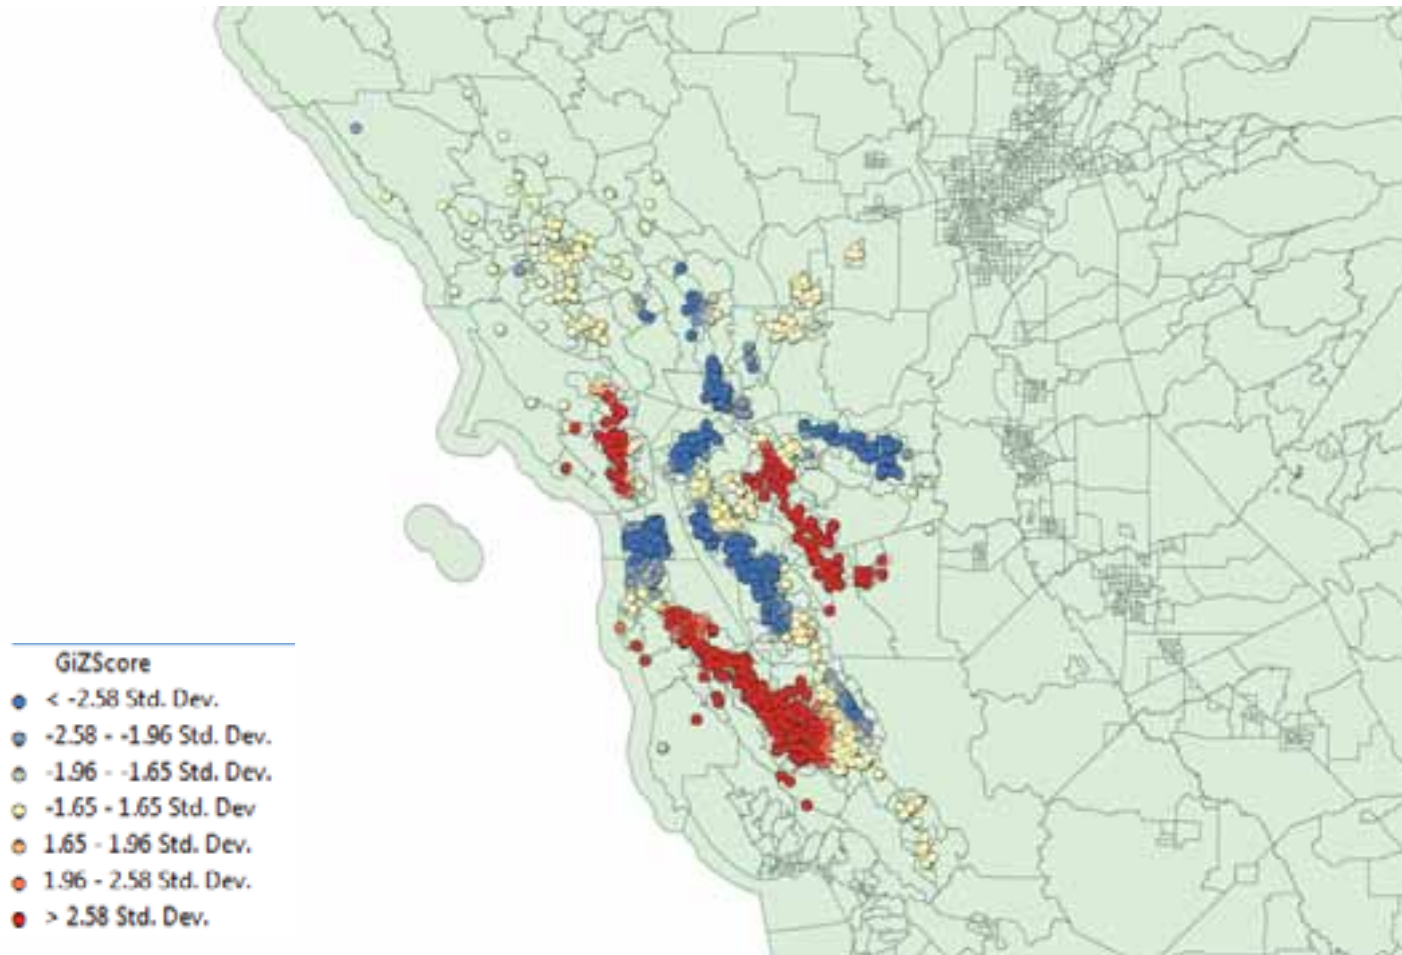 GiZScore
< -2.58 Std. Dev.
-2.58 - -1.96 Std. Dev.
-1.96 - -1.65 Std. Dev.
-1.65 - 1.65 Std. Dev
1.65 - 1.96 Std. Dev.
1.96 - 2.58 Std. Dev.
> 2.58 Std. Dev.